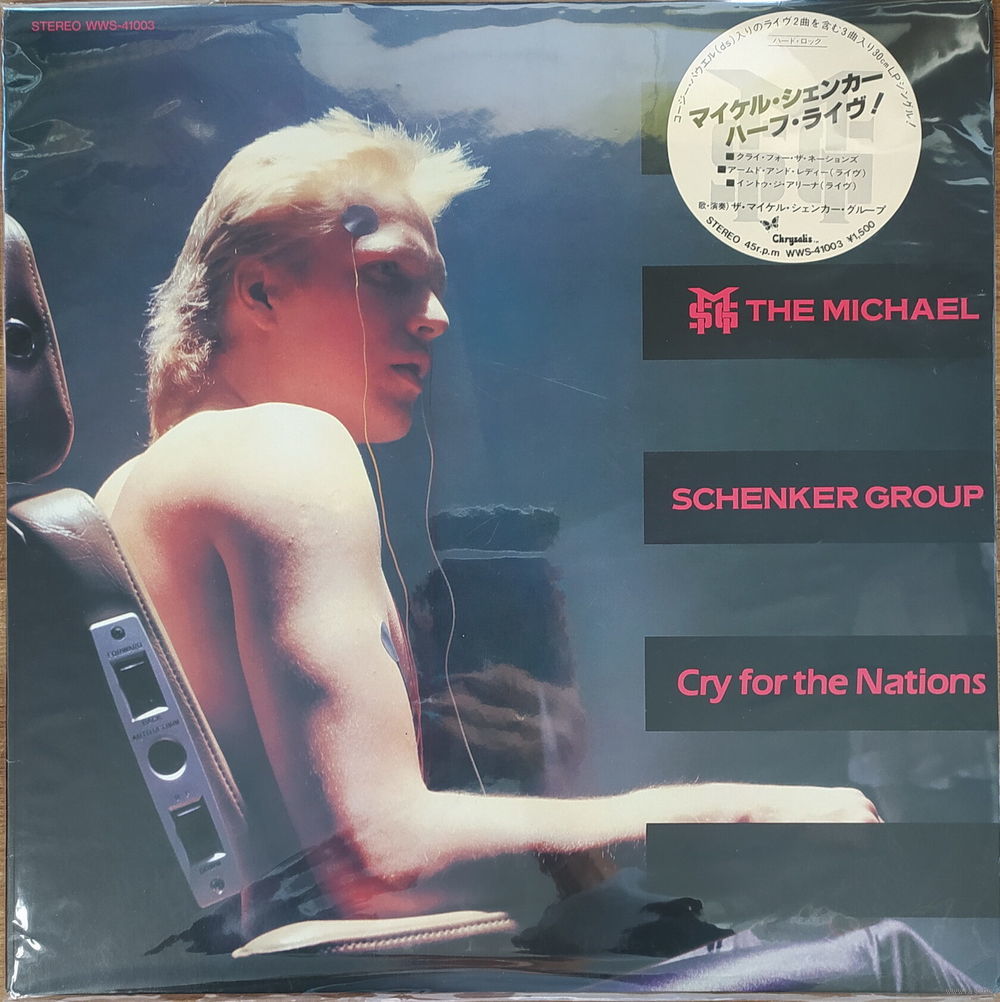 STEREO WWS-41003
コージー・パウエル(ds)入りのライヴ2曲を含む3曲入り30cmLPシングル!
ハード・ロック
マイケル・シェンカー
ハーフ・ライヴ!
■クライ・フォー・ザ・ネーションズ
■アームド・アンド・レディー(ライヴ)
■イントゥ・ジ・アリーナ(ライヴ)
歌・演奏)ザ・マイケル・シェンカー・グループ
Chrysalis
STEREO 45r.p.m WWS-41003 ¥1,500
MSG THE MICHAEL
SCHENKER GROUP
Cry for the Nations